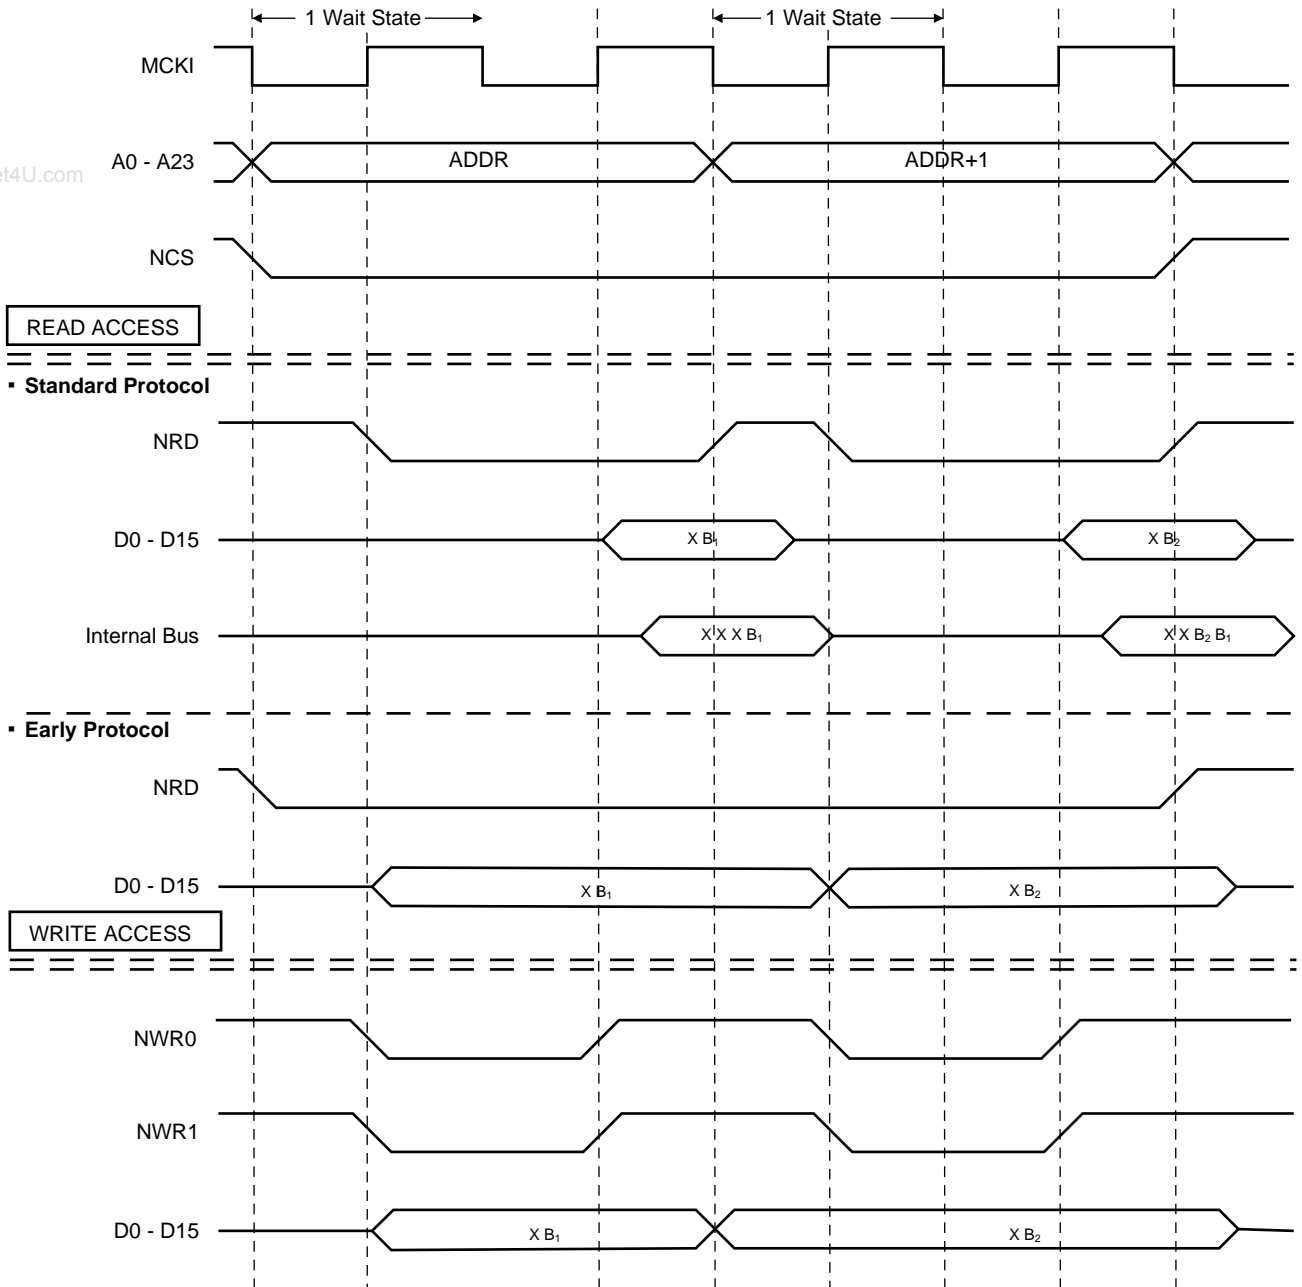 1 Wait State 1 Wait State
MCKI
A0 - A23 ADDR ADDR+1
et4U.com
NCS
READ ACCESS
▪ Standard Protocol
NRD
D0 - D15 X B₁ X B₂
Internal Bus X X X B₁ X X B₂ B₁
▪ Early Protocol
NRD
D0 - D15 X B₁ X B₂
WRITE ACCESS
NWR0
NWR1
D0 - D15 X B₁ X B₂